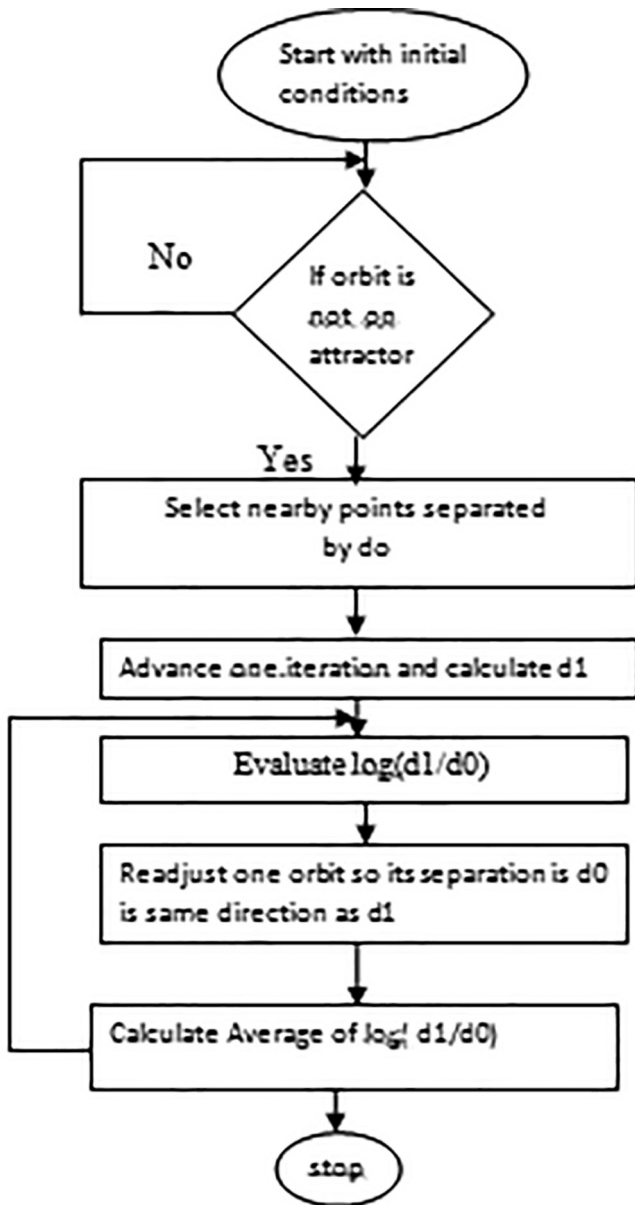 Start with initial
conditions
No
If orbit is
not on
attractor
Yes
Select nearby points separated
by do
Advance one.iteration and calculate d1
Evaluate log(d1/d0)
Readjust one orbit so its separation is d0
is same direction as d1
Calculate Average of log( d1/d0)
stop